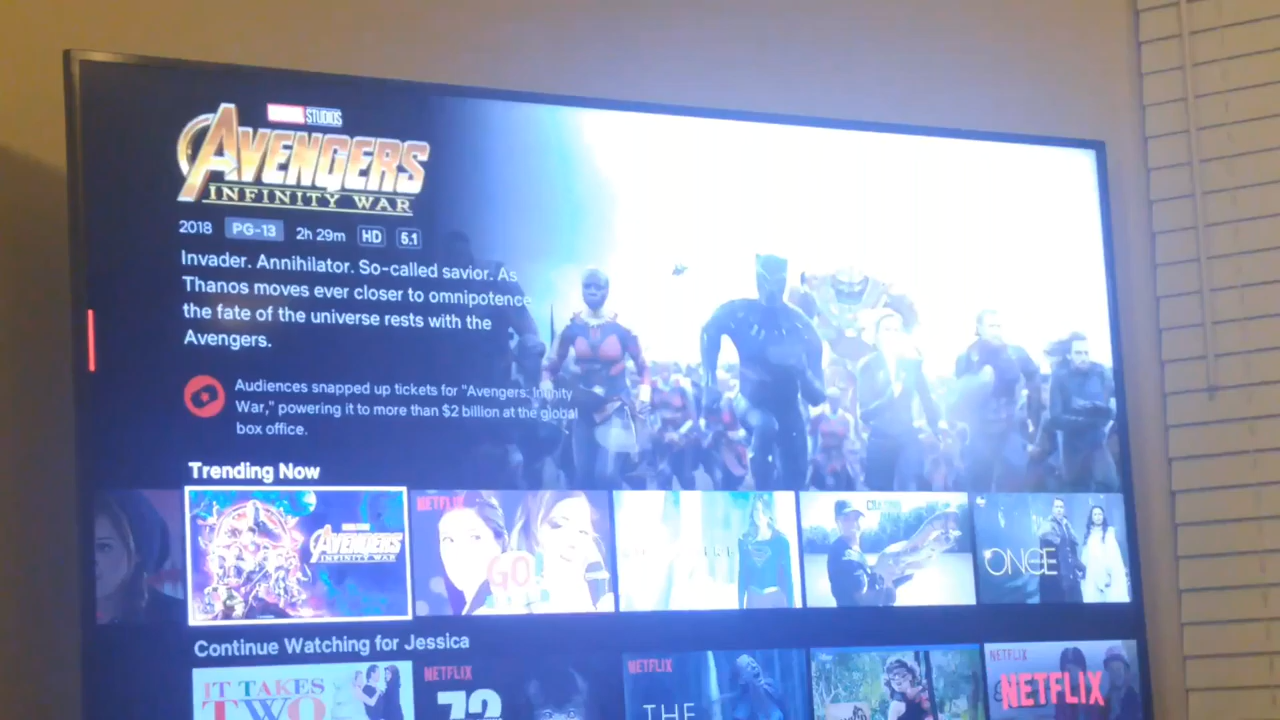 MARVEL STUDIOS
AVENGERS
INFINITY WAR
2018 PG-13 2h 29m HD 5.1
Invader. Annihilator. So-called savior. As
Thanos moves ever closer to omnipotence
the fate of the universe rests with the
Avengers.
Audiences snapped up tickets for "Avengers: Infinity
War," powering it to more than $2 billion at the global
box office.
Trending Now
AVENGERS
INFINITY WAR
NETFLIX
GO
ONCE
Continue Watching for Jessica
IT TAKES
TWO
NETFLIX
72
NETFLIX
THE
NETFLIX
NETFLIX